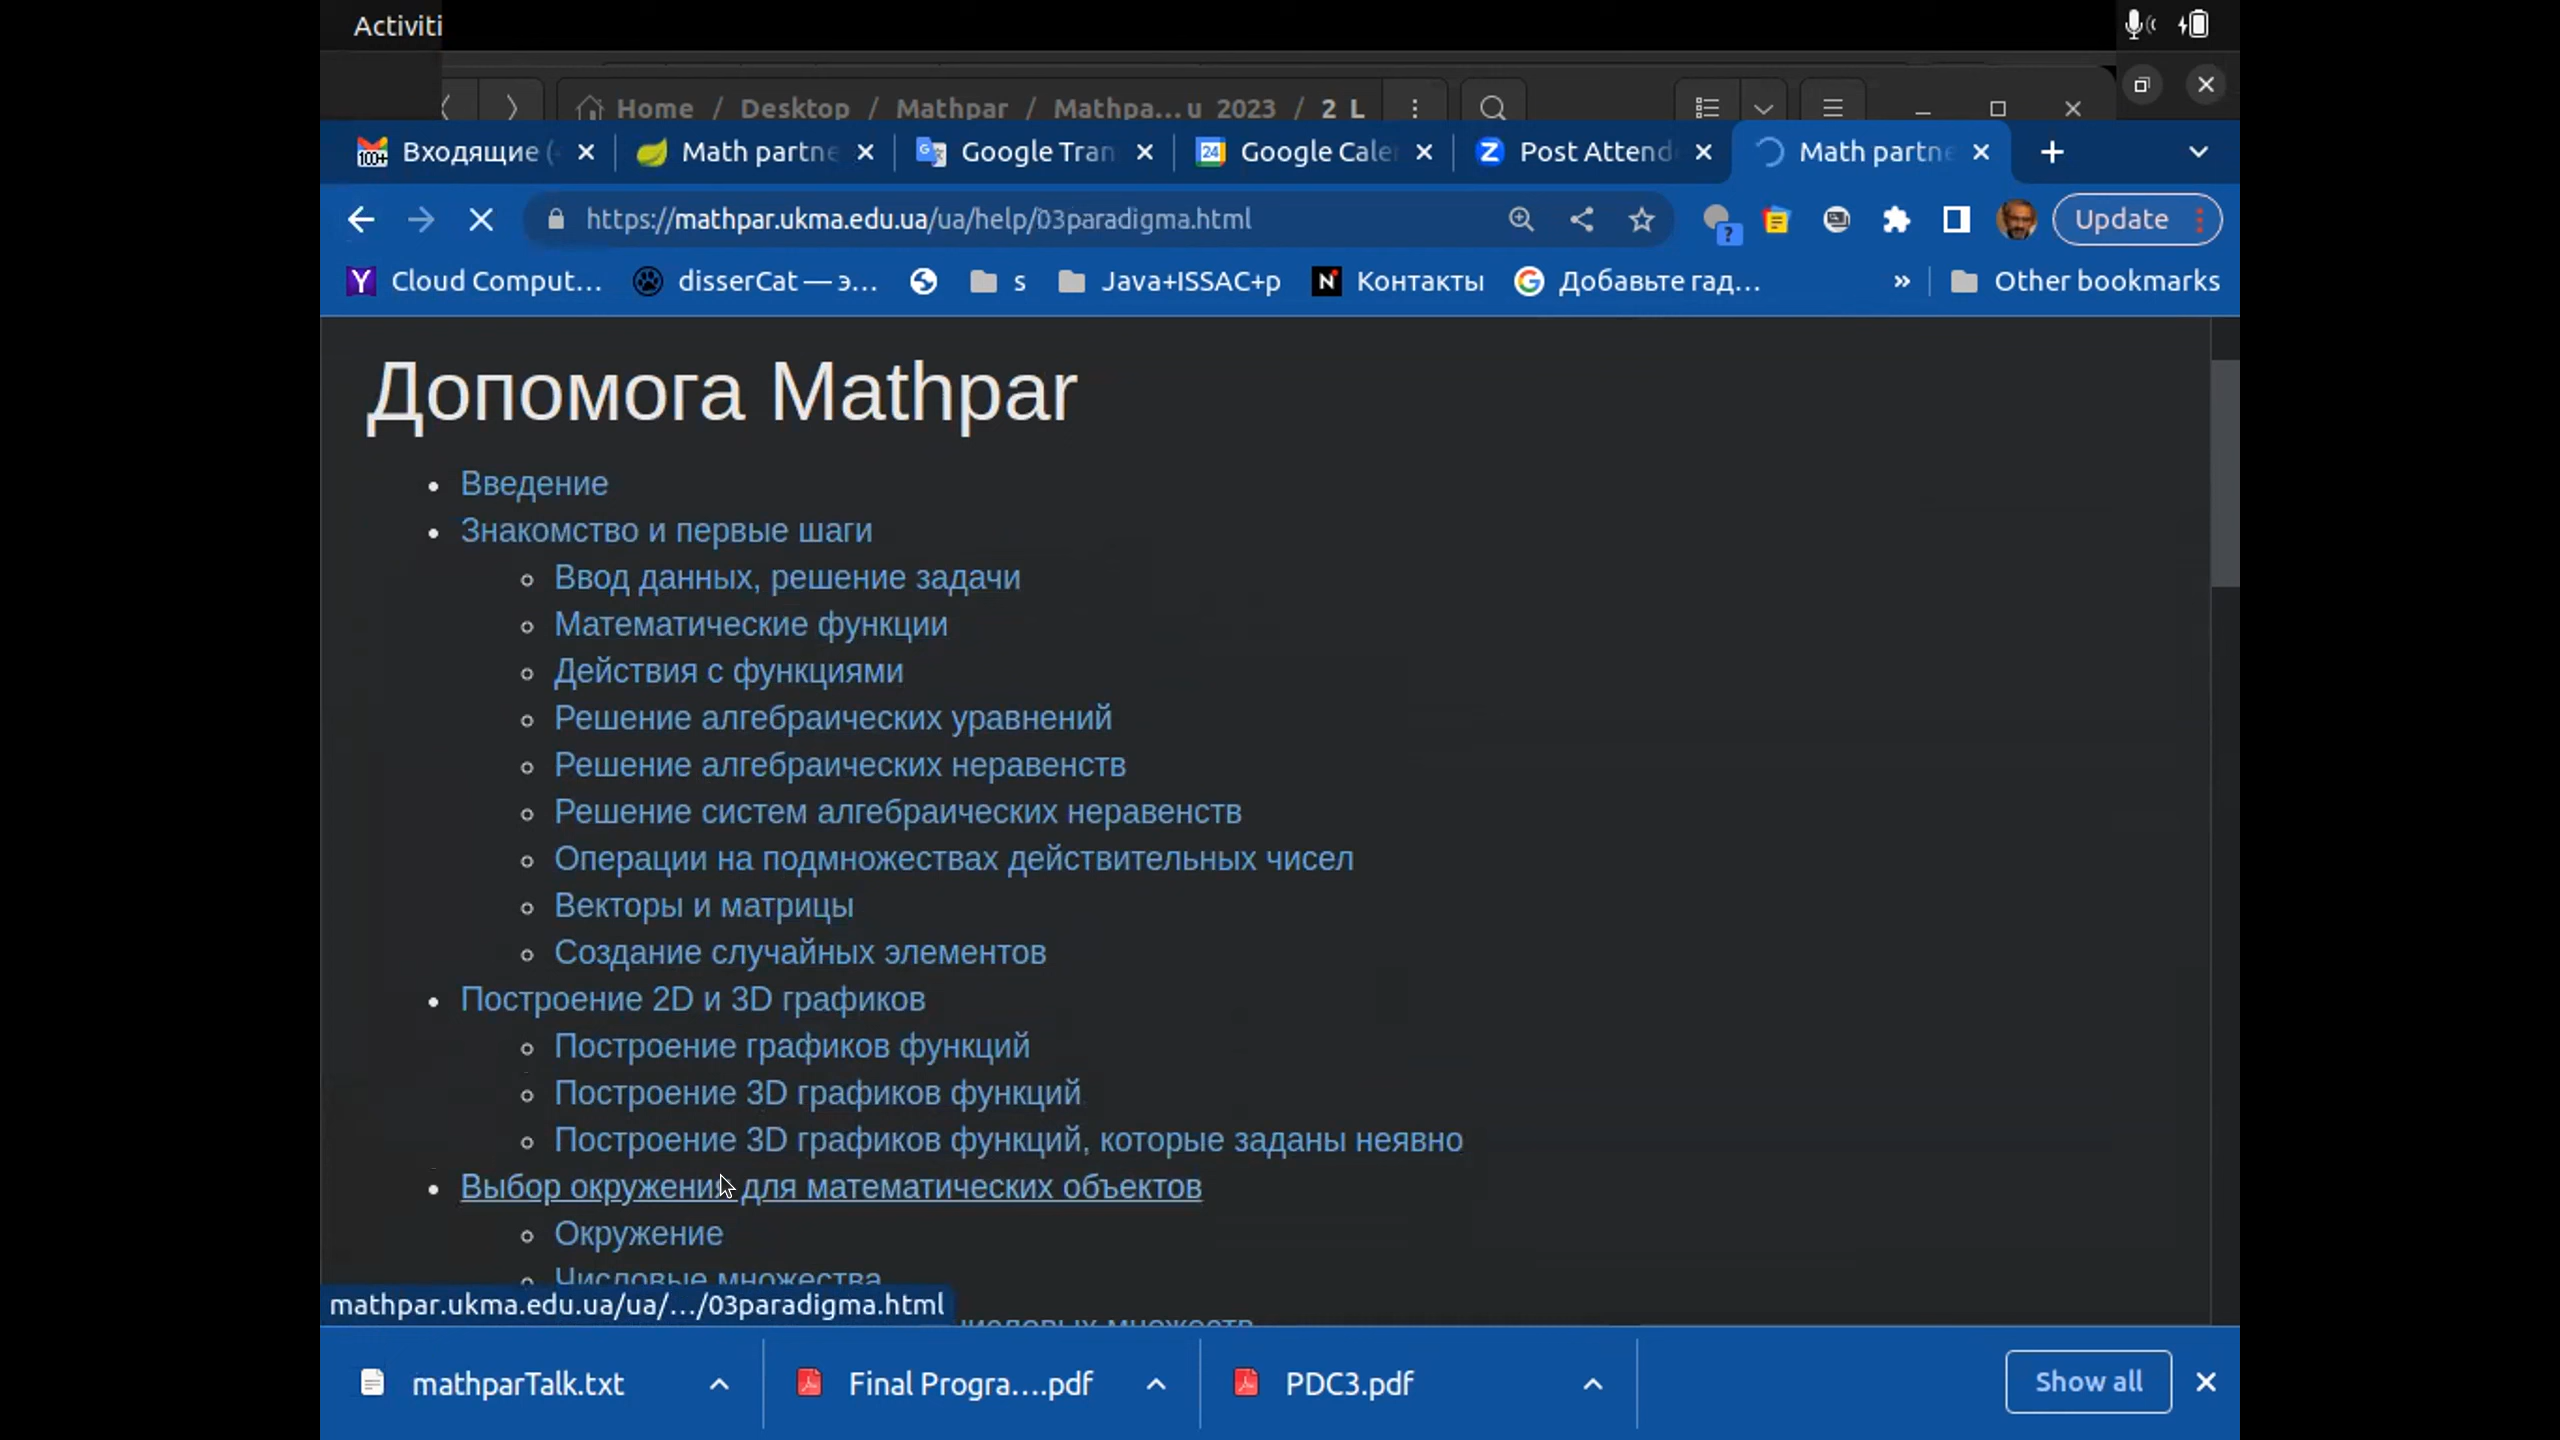 Activiti
Home / Desktop / Mathpar / Mathpa…u 2023 / 2 L
Входящие ( Math partne Google Tran Google Cale Post Attend Math partne
https://mathpar.ukma.edu.ua/ua/help/03paradigma.html Update
Cloud Comput… disserCat — э… s Java+ISSAC+p Контакты Добавьте гад… » Other bookmarks
Допомога Mathpar
Введение
Знакомство и первые шаги
Ввод данных, решение задачи
Математические функции
Действия с функциями
Решение алгебраических уравнений
Решение алгебраических неравенств
Решение систем алгебраических неравенств
Операции на подмножествах действительных чисел
Векторы и матрицы
Создание случайных элементов
Построение 2D и 3D графиков
Построение графиков функций
Построение 3D графиков функций
Построение 3D графиков функций, которые заданы неявно
Выбор окружения для математических объектов
Окружение
Числовые множества
числовых множеств
mathpar.ukma.edu.ua/ua/…/03paradigma.html
mathparTalk.txt Final Progra….pdf PDC3.pdf Show all